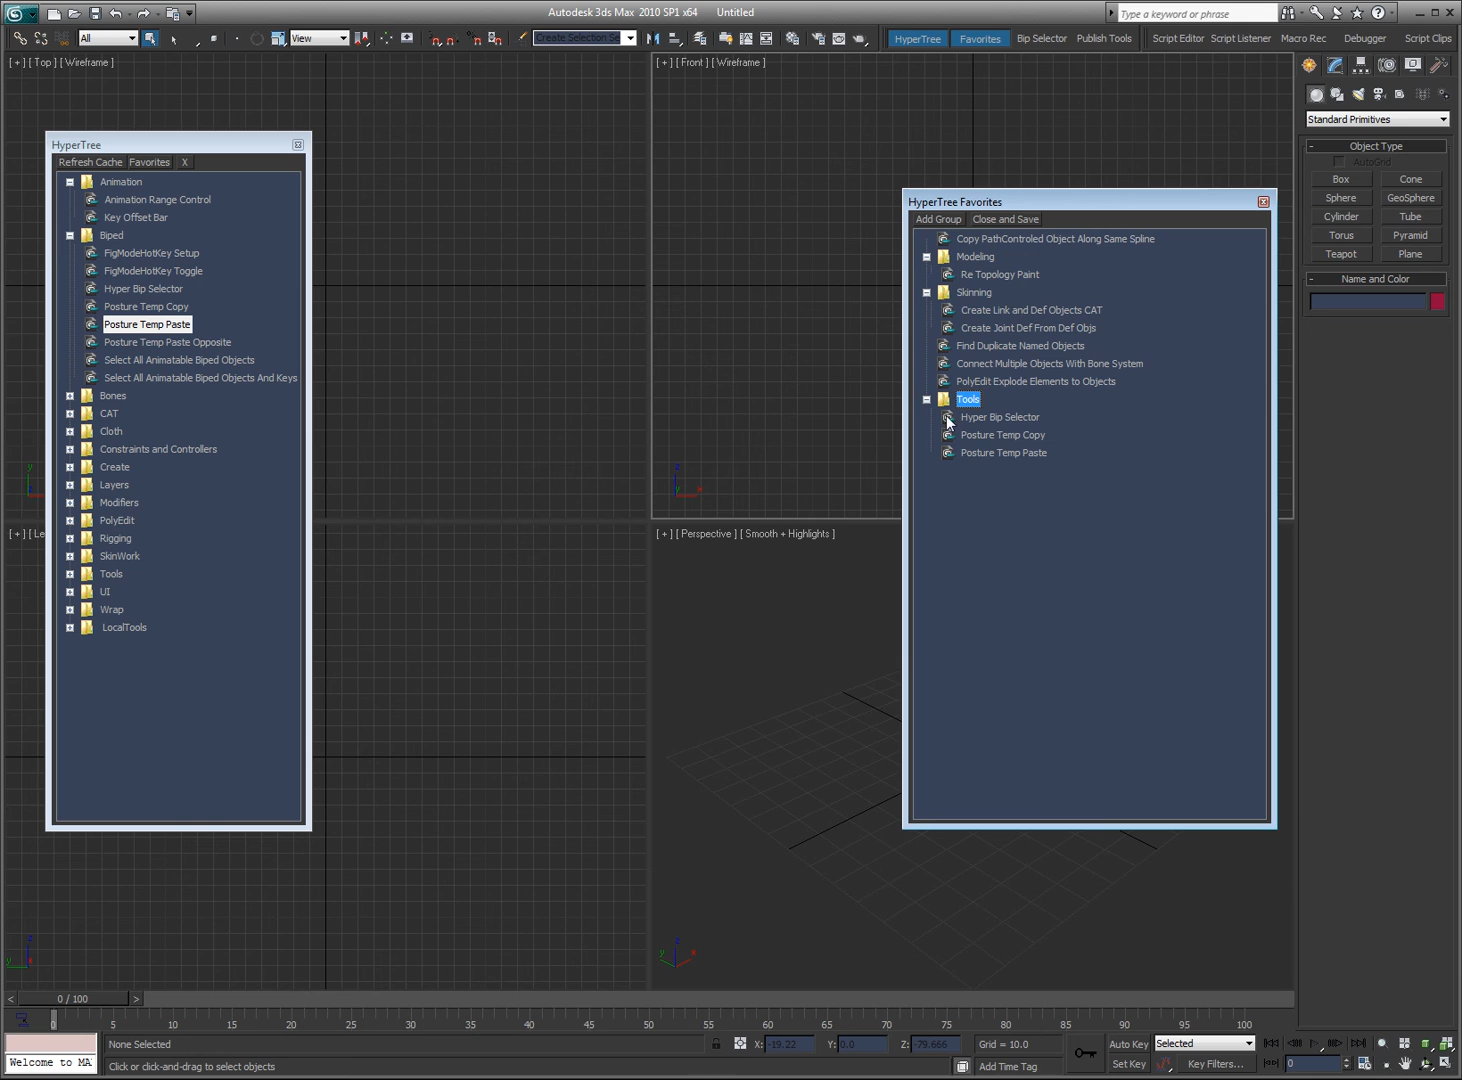 Autodesk 3ds Max 2010 SP1 x64 Untitled
Type a keyword or phrase
All
View
Create Selection Se
HyperTree
Favorites
Bip Selector
Publish Tools
Script Editor
Script Listener
Macro Rec
Debugger
Script Clips
[ + ] [ Top ] [ Wireframe ]
[ + ] [ Front ] [ Wireframe ]
HyperTree
Refresh Cache Favorites X
Animation
Animation Range Control
Key Offset Bar
Biped
FigModeHotKey Setup
FigModeHotKey Toggle
Hyper Bip Selector
Posture Temp Copy
Posture Temp Paste
Posture Temp Paste Opposite
Select All Animatable Biped Objects
Select All Animatable Biped Objects And Keys
Bones
CAT
Cloth
Constraints and Controllers
Create
Layers
Modifiers
PolyEdit
Rigging
SkinWork
Tools
UI
Wrap
LocalTools
HyperTree Favorites
Add Group Close and Save
Copy PathControled Object Along Same Spline
Modeling
Re Topology Paint
Skinning
Create Link and Def Objects CAT
Create Joint Def From Def Objs
Find Duplicate Named Objects
Connect Multiple Objects With Bone System
PolyEdit Explode Elements to Objects
Tools
Hyper Bip Selector
Posture Temp Copy
Posture Temp Paste
Standard Primitives
- Object Type
AutoGrid
Box Cone
Sphere GeoSphere
Cylinder Tube
Torus Pyramid
Teapot Plane
- Name and Color
y
z x
[ + ] [ Le
[ + ] [ Perspective ] [ Smooth + Highlights ]
z
y
z
y x
< 0 / 100 >
0 5 10 15 20 25 30 35 40 45 50 55 60 65 70 75 80 85 90 95 100
None Selected
X: -19.22 Y: 0.0 Z: -79.666
Grid = 10.0
Auto Key Selected
Welcome to MA
Click or click-and-drag to select objects
Add Time Tag
Set Key Key Filters...
0